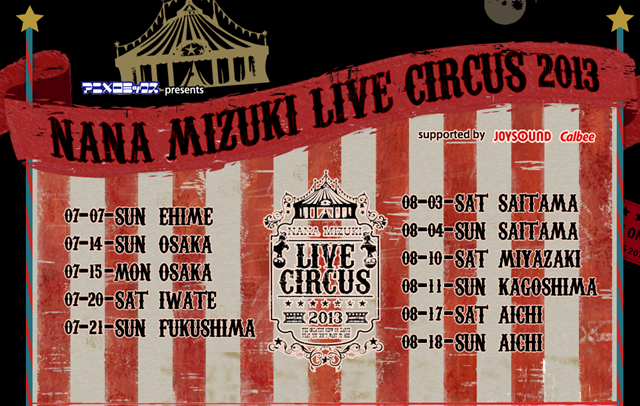 アニメロミックス presents
NANA MIZUKI LIVE CIRCUS 2013
supported by JOYSOUND Calbee
07-07-SUN EHIME
07-14-SUN OSAKA
07-15-MON OSAKA
07-20-SAT IWATE
07-21-SUN FUKUSHIMA
NANA MIZUKI
LIVE
CIRCUS
2013
08-03-SAT SAITAMA
08-04-SUN SAITAMA
08-10-SAT MIYAZAKI
08-11-SUN KAGOSHIMA
08-17-SAT AICHI
08-18-SUN AICHI